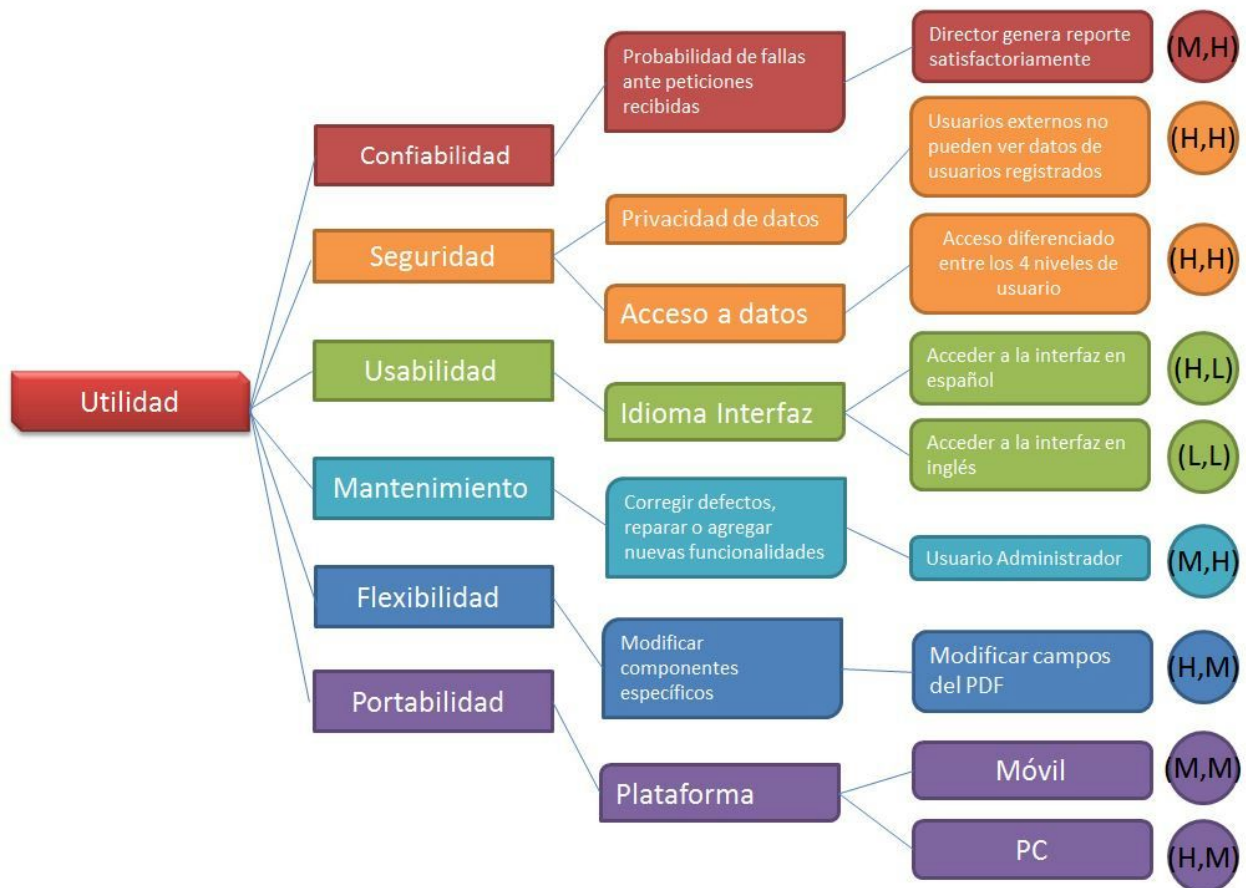 Utilidad
Confiabilidad
Probabilidad de fallas
ante peticiones
recibidas
Director genera reporte
satisfactoriamente
(M,H)
Seguridad
Privacidad de datos
Usuarios externos no
pueden ver datos de
usuarios registrados
(H,H)
Acceso a datos
Acceso diferenciado
entre los 4 niveles de
usuario
(H,H)
Usabilidad
Idioma Interfaz
Acceder a la interfaz en
español
(H,L)
Acceder a la interfaz en
inglés
(L,L)
Mantenimiento
Corregir defectos,
reparar o agregar
nuevas funcionalidades
Usuario Administrador
(M,H)
Flexibilidad
Modificar
componentes
específicos
Modificar campos
del PDF
(H,M)
Portabilidad
Plataforma
Móvil
(M,M)
PC
(H,M)